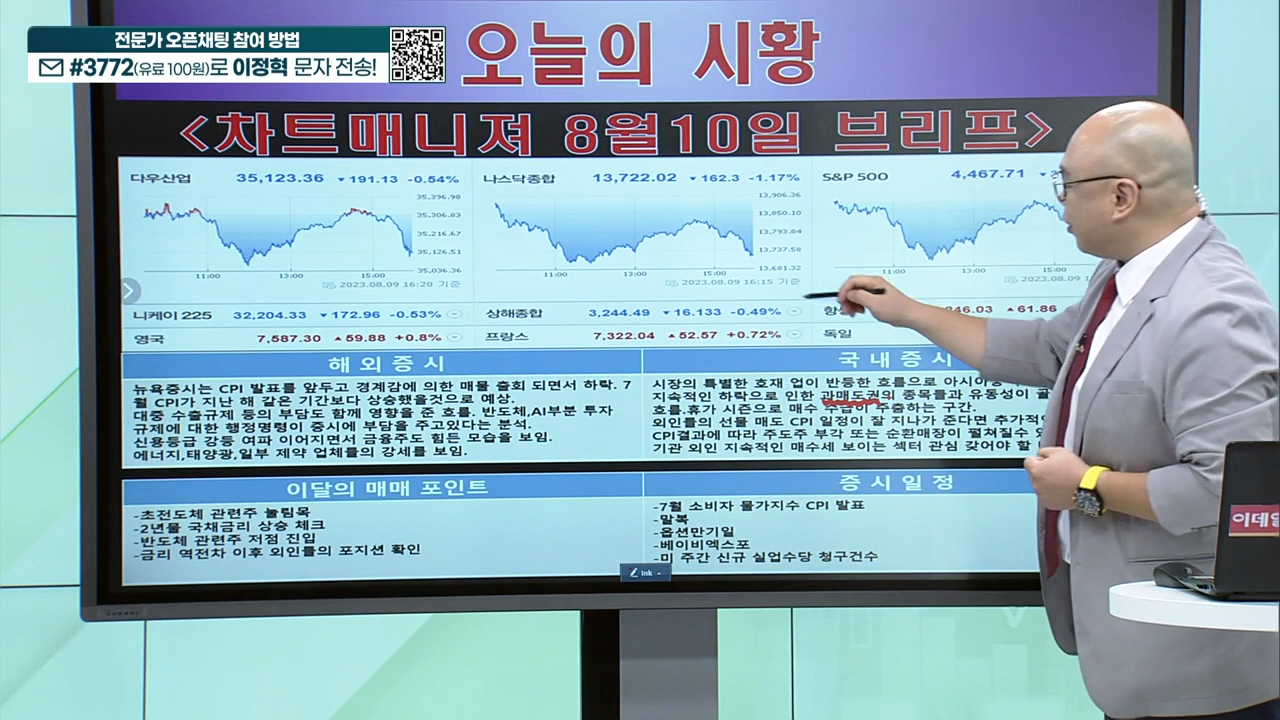 전문가 오픈채팅 참여 방법
#3772(유료 100원)로 이정혁 문자 전송!
오늘의 시황
<차트매니져 8월10일 브리프>
다우산업 35,123.36 ▼191.13 -0.54%
35,396.98
35,306.83
35,216.67
35,126.51
35,036.36
11:00 13:00 15:00
2023.08.09 16:20 기준
나스닥종합 13,722.02 ▼162.3 -1.17%
13,906.36
13,850.10
13,793.84
13,737.58
13,681.32
11:00 13:00 15:00
2023.08.09 16:15 기준
S&P 500 4,467.71
11:00 13:00 15:00
2023.08.09
니케이 225 32,204.33 ▼172.96 -0.53%
상해종합 3,244.49 ▼16.133 -0.49%
46.03 ▲61.86
영국 7,587.30 ▲59.88 +0.8%
프랑스 7,322.04 ▲52.57 +0.72%
독일
해 외 증 시
뉴욕증시는 CPI 발표를 앞두고 경계감에 의한 매물 출회 되면서 하락. 7
월 CPI가 지난 해 같은 기간보다 상승했을것으로 예상.
대중 수출규제 등의 부담도 함께 영향을 준 흐름. 반도체,AI부분 투자
규제에 대한 행정명령이 증시에 부담을 주고있다는 분석.
신용등급 강등 여파 이어지면서 금융주도 힘든 모습을 보임.
에너지,태양광,일부 제약 업체들의 강세를 보임.
국 내 증 시
시장의 특별한 호재 없이 반등한 흐름으로 아시아증
지속적인 하락으로 인한 과매도권의 종목들과 유동성이
흐름.휴가 시즌으로 매수 수급이 주춤하는 구간.
외인들의 선물 매도 CPI 일정이 잘 지나가 준다면 추가적인
CPI결과에 따라 주도주 부각 또는 순환매장이 펼쳐질수
기관 외인 지속적인 매수세 보이는 섹터 관심 갖어야 할
이달의 매매 포인트
-초전도체 관련주 눌림목
-2년물 국채금리 상승 체크
-반도체 관련주 저점 진입
-금리 역전차 이후 외인들의 포지션 확인
증 시 일 정
-7월 소비자 물가지수 CPI 발표
-말복
-옵션만기일
-베이비엑스포
-미 주간 신규 실업수당 청구건수
Ink
이데일